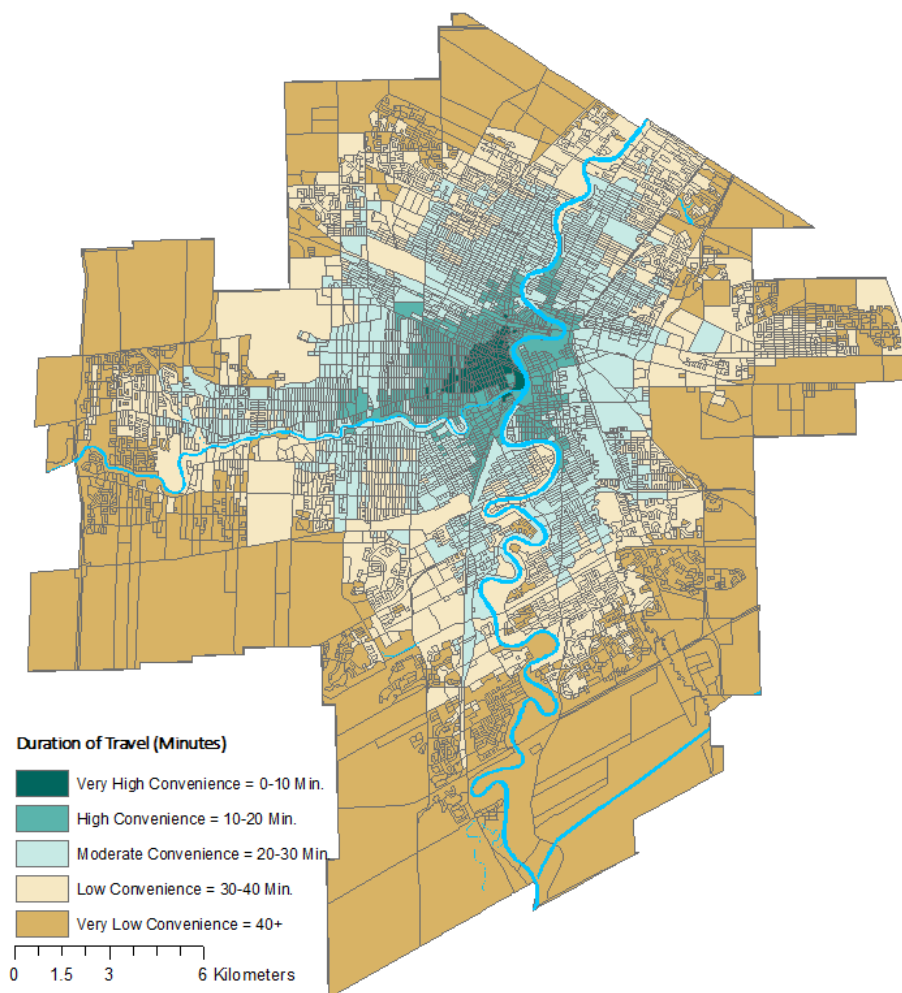 Duration of Travel (Minutes)
Very High Convenience = 0-10 Min.
High Convenience = 10-20 Min.
Moderate Convenience = 20-30 Min
Low Convenience = 30-40 Min.
Very Low Convenience = 40+
0 1.5 3 6 Kilometers